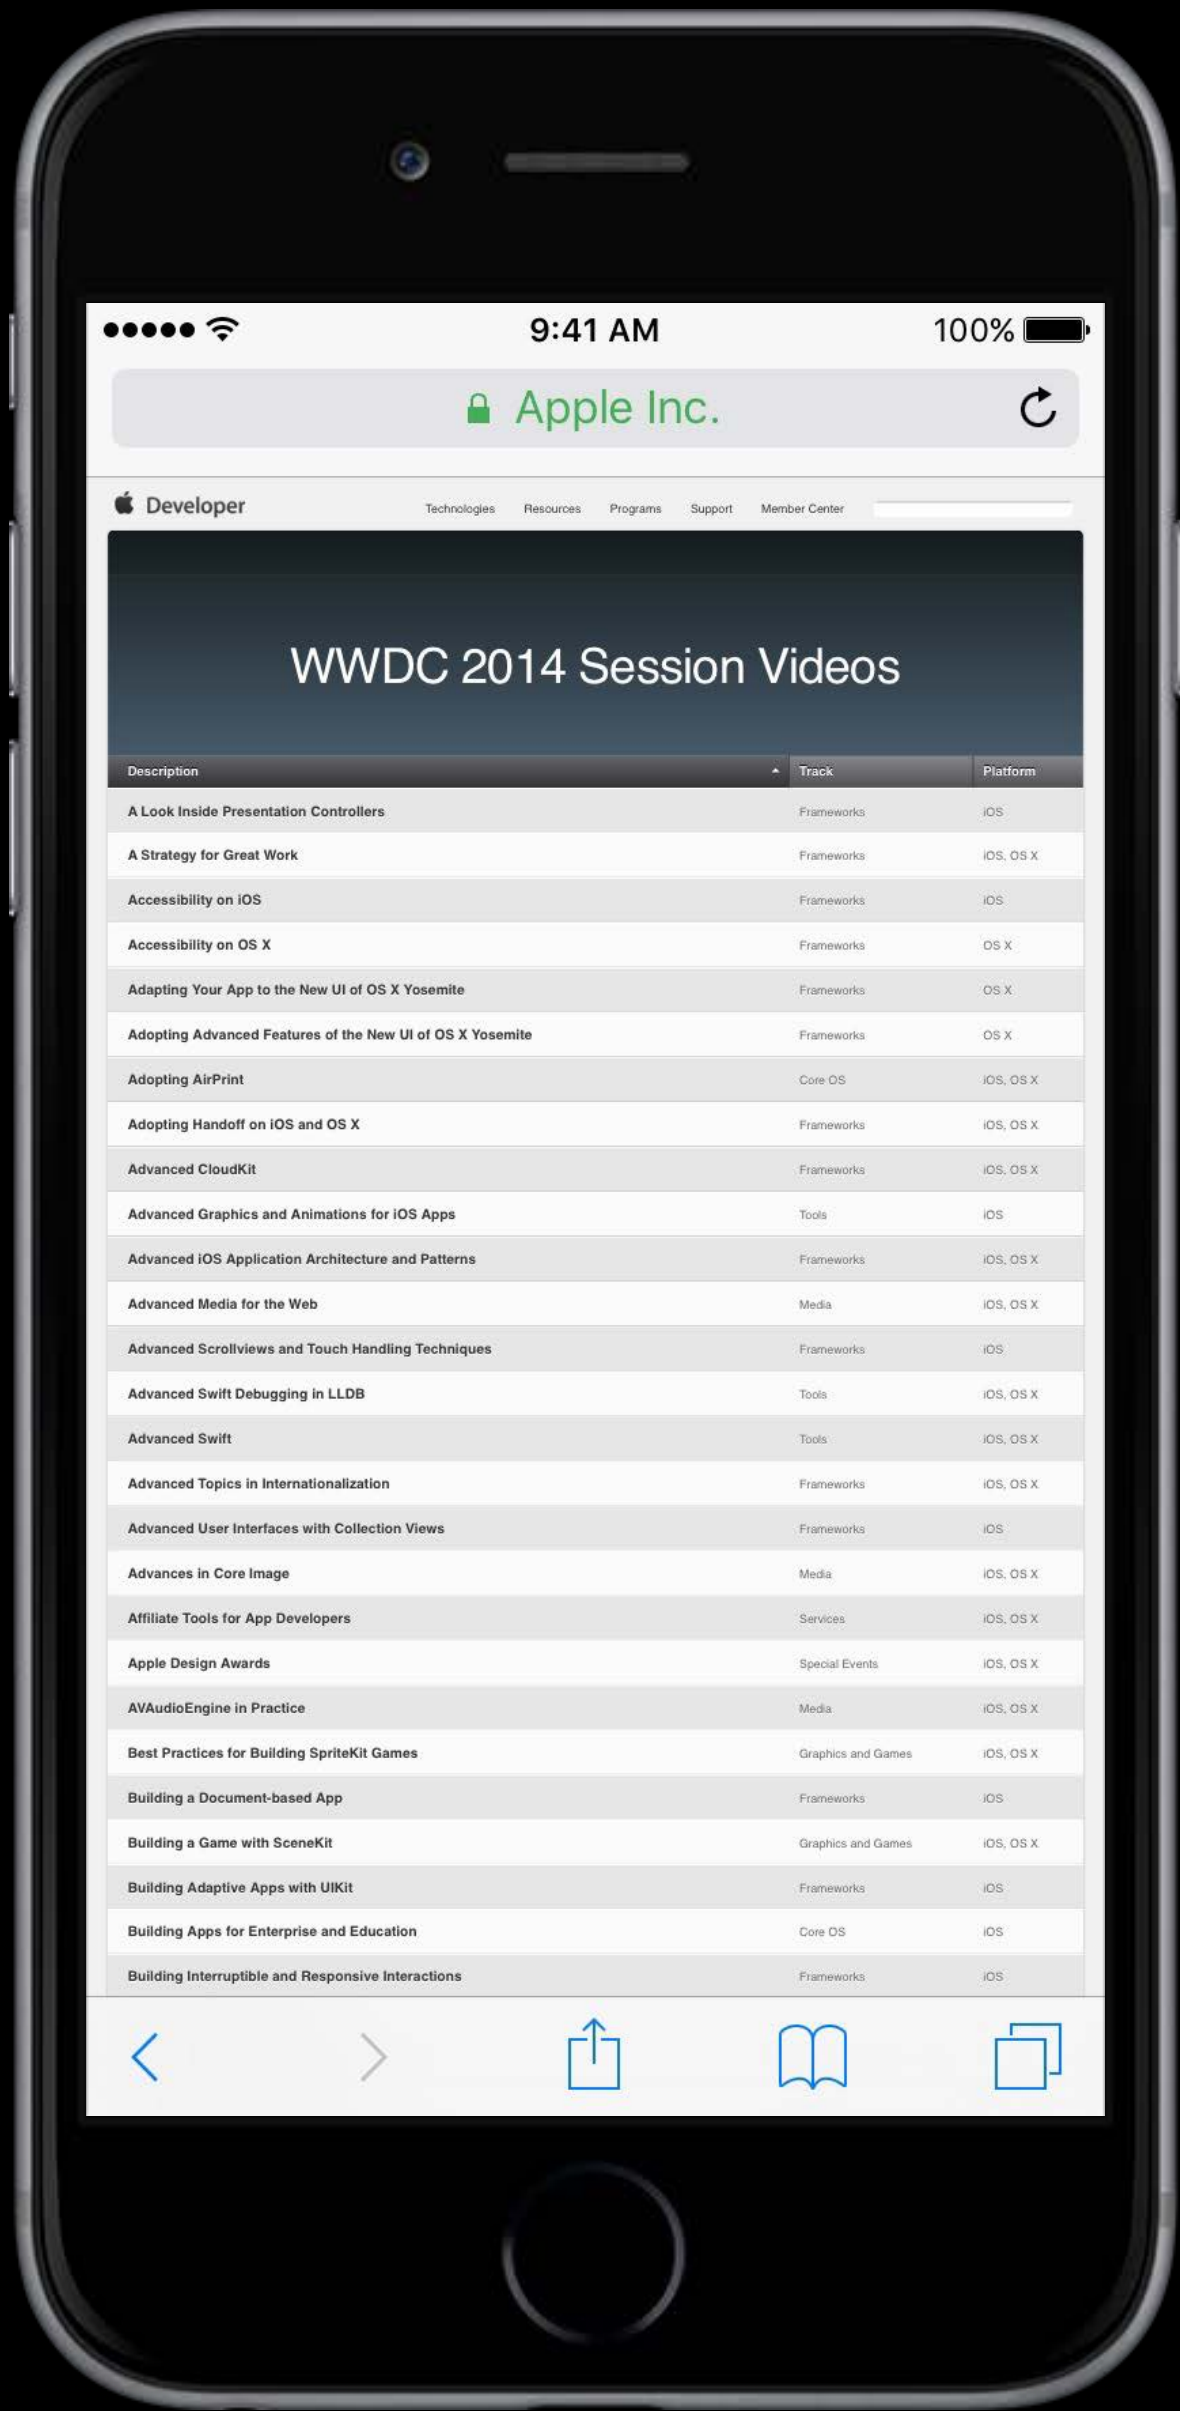 9:41 AM 100%
Apple Inc.
Developer Technologies Resources Programs Support Member Center
WWDC 2014 Session Videos
Description Track Platform
A Look Inside Presentation Controllers Frameworks iOS
A Strategy for Great Work Frameworks iOS, OS X
Accessibility on iOS Frameworks iOS
Accessibility on OS X Frameworks OS X
Adapting Your App to the New UI of OS X Yosemite Frameworks OS X
Adopting Advanced Features of the New UI of OS X Yosemite Frameworks OS X
Adopting AirPrint Core OS iOS, OS X
Adopting Handoff on iOS and OS X Frameworks iOS, OS X
Advanced CloudKit Frameworks iOS, OS X
Advanced Graphics and Animations for iOS Apps Tools iOS
Advanced iOS Application Architecture and Patterns Frameworks iOS, OS X
Advanced Media for the Web Media iOS, OS X
Advanced Scrollviews and Touch Handling Techniques Frameworks iOS
Advanced Swift Debugging in LLDB Tools iOS, OS X
Advanced Swift Tools iOS, OS X
Advanced Topics in Internationalization Frameworks iOS, OS X
Advanced User Interfaces with Collection Views Frameworks iOS
Advances in Core Image Media iOS, OS X
Affiliate Tools for App Developers Services iOS, OS X
Apple Design Awards Special Events iOS, OS X
AVAudioEngine in Practice Media iOS, OS X
Best Practices for Building SpriteKit Games Graphics and Games iOS, OS X
Building a Document-based App Frameworks iOS
Building a Game with SceneKit Graphics and Games iOS, OS X
Building Adaptive Apps with UIKit Frameworks iOS
Building Apps for Enterprise and Education Core OS iOS
Building Interruptible and Responsive Interactions Frameworks iOS